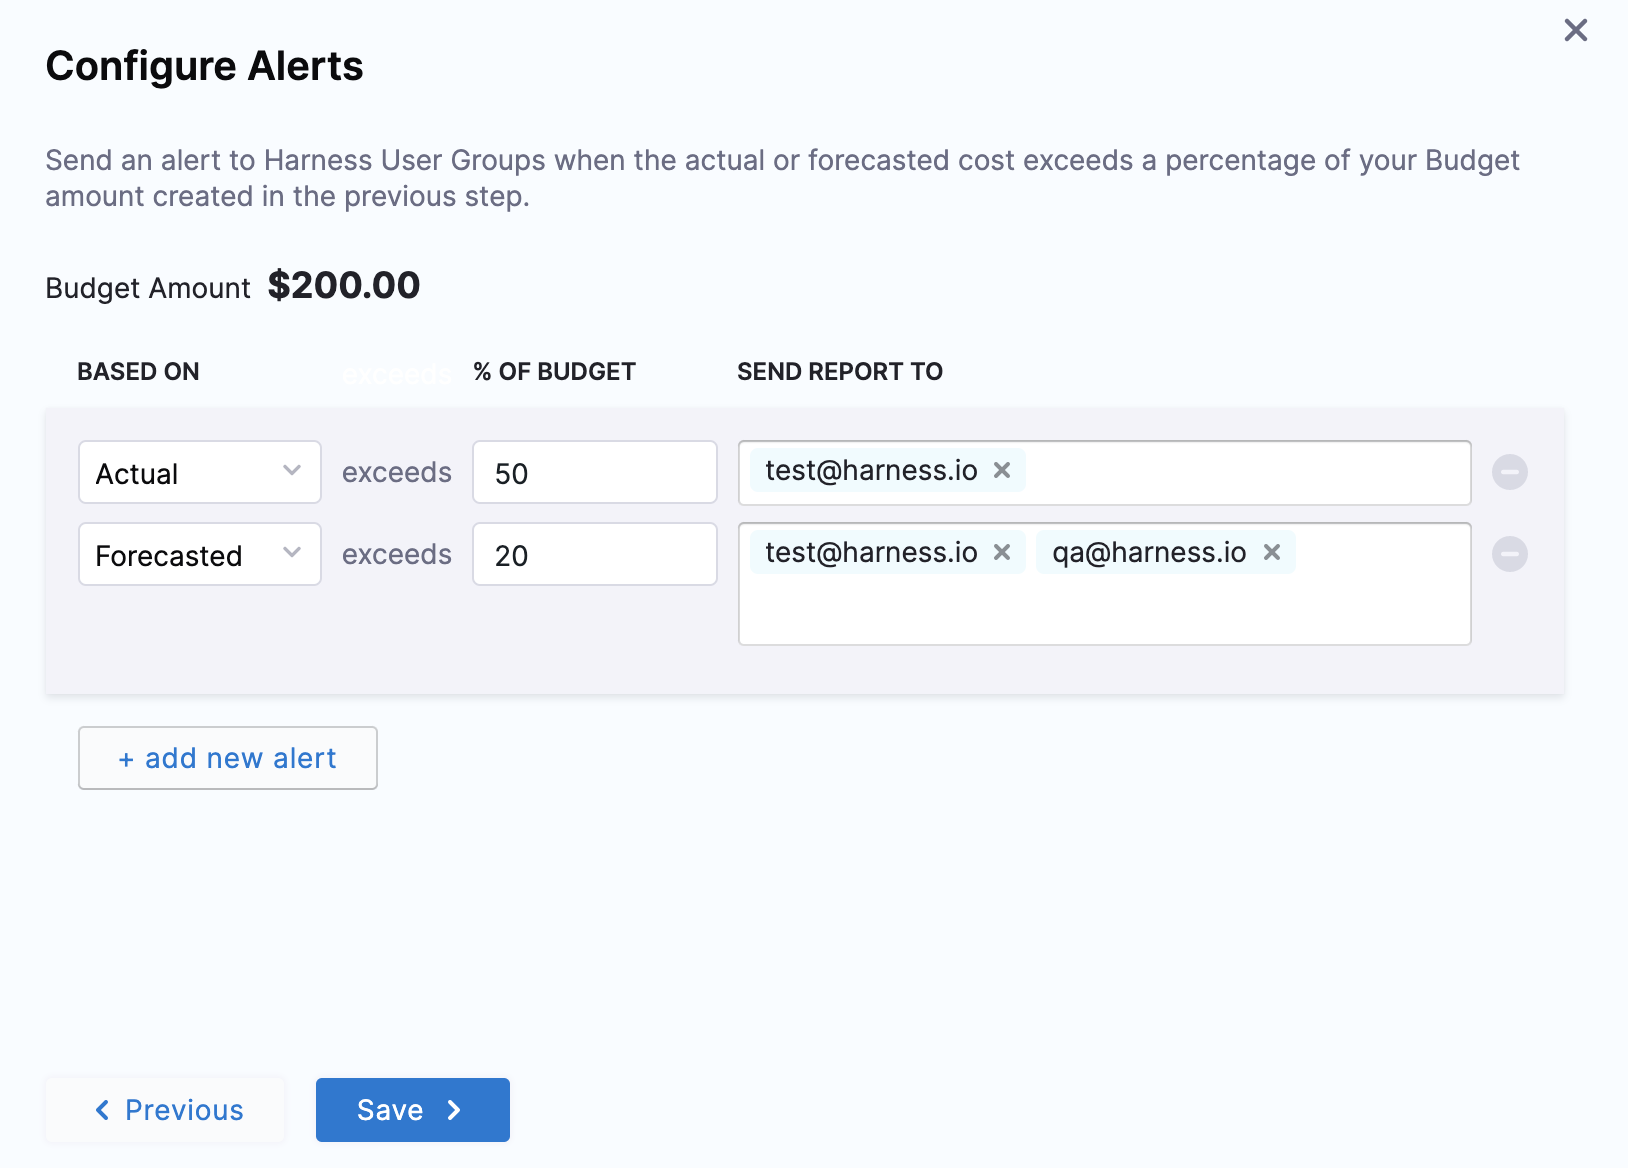 Configure Alerts
Send an alert to Harness User Groups when the actual or forecasted cost exceeds a percentage of your Budget
amount created in the previous step.
Budget Amount $200.00
BASED ON exceeds % OF BUDGET SEND REPORT TO
Actual exceeds 50 test@harness.io
Forecasted exceeds 20 test@harness.io qa@harness.io
+ add new alert
Previous Save